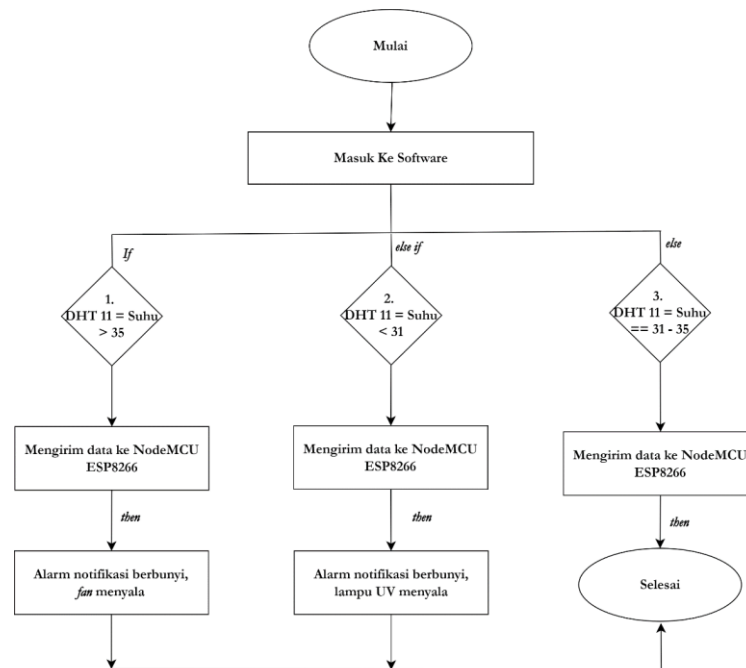 Mulai
Masuk Ke Software
If
else if
else
1.
DHT 11 = Suhu
> 35
2.
DHT 11 = Suhu
< 31
3.
DHT 11 = Suhu
== 31 - 35
Mengirim data ke NodeMCU
ESP8266
Mengirim data ke NodeMCU
ESP8266
Mengirim data ke NodeMCU
ESP8266
then
then
then
Alarm notifikasi berbunyi,
fan menyala
Alarm notifikasi berbunyi,
lampu UV menyala
Selesai